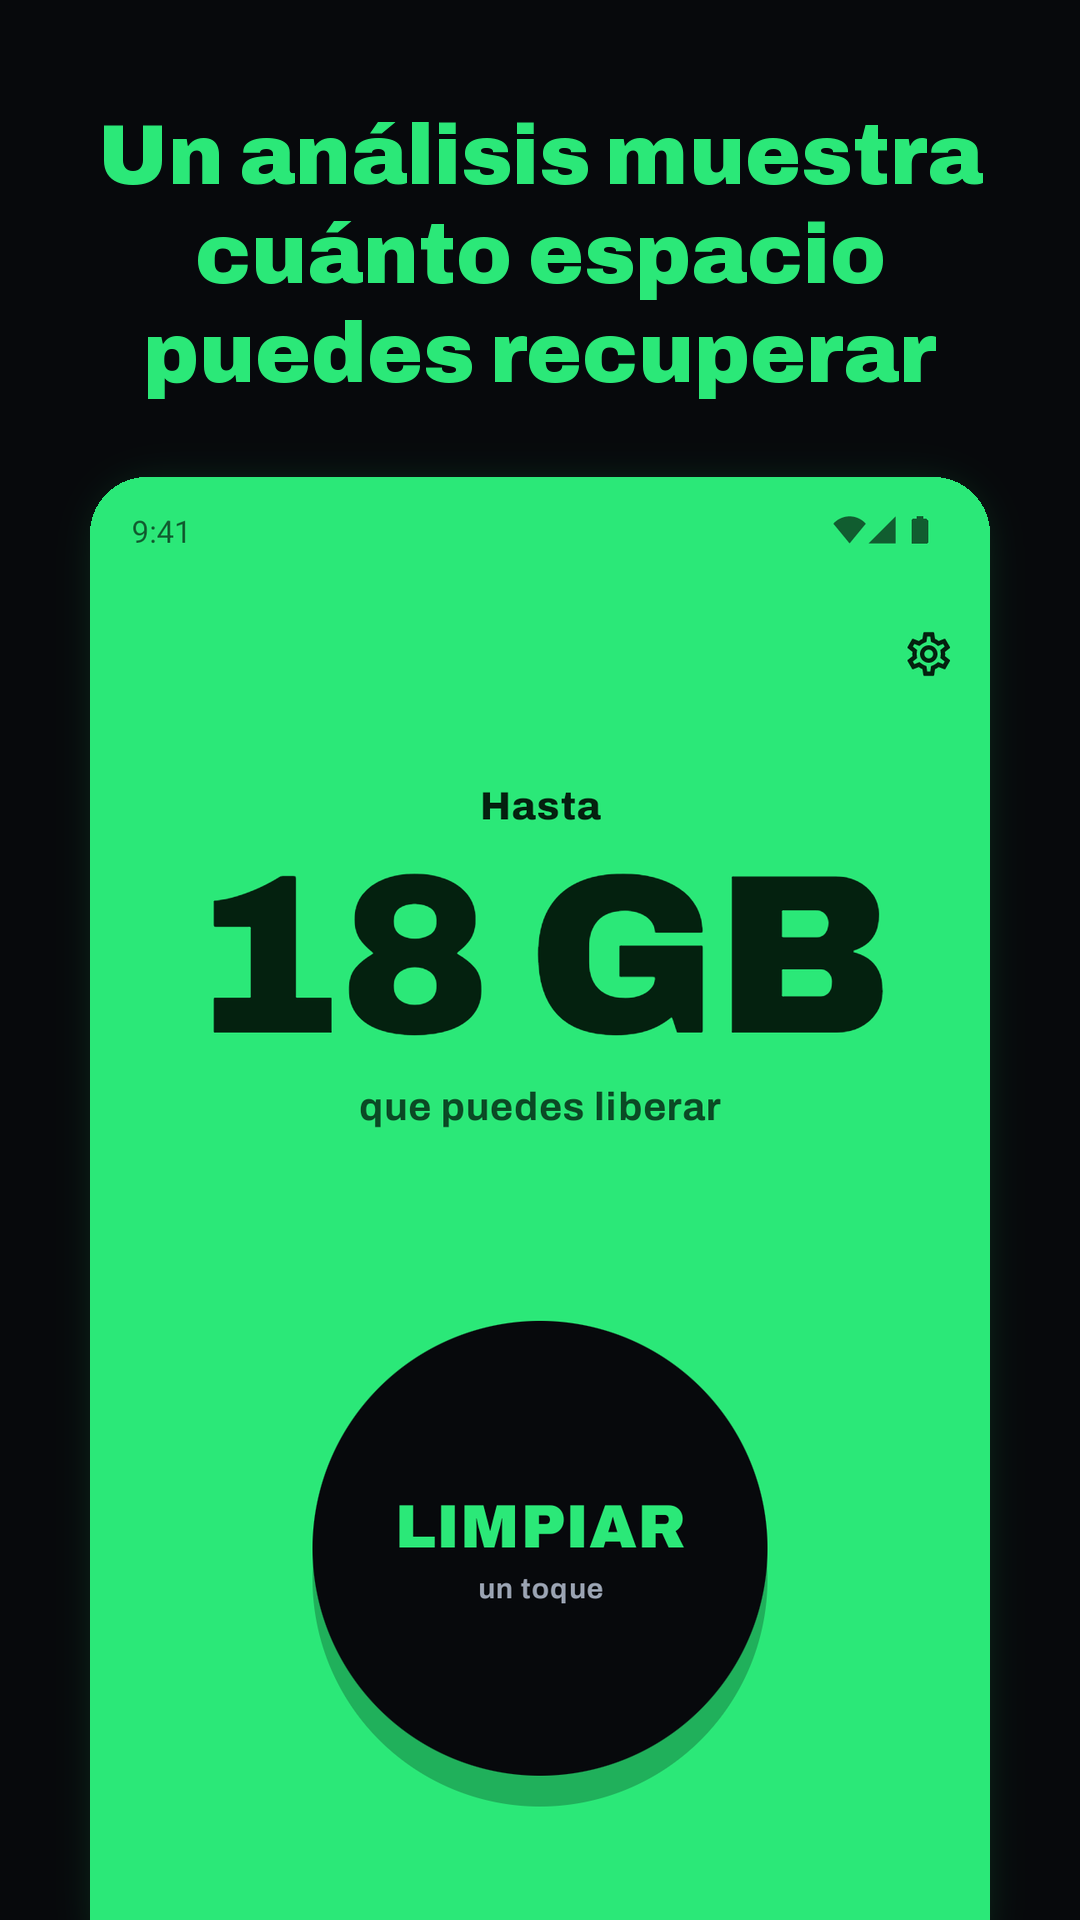 Un análisis muestra
cuánto espacio
puedes recuperar
9:41
Hasta
18 GB
que puedes liberar
LIMPIAR
un toque